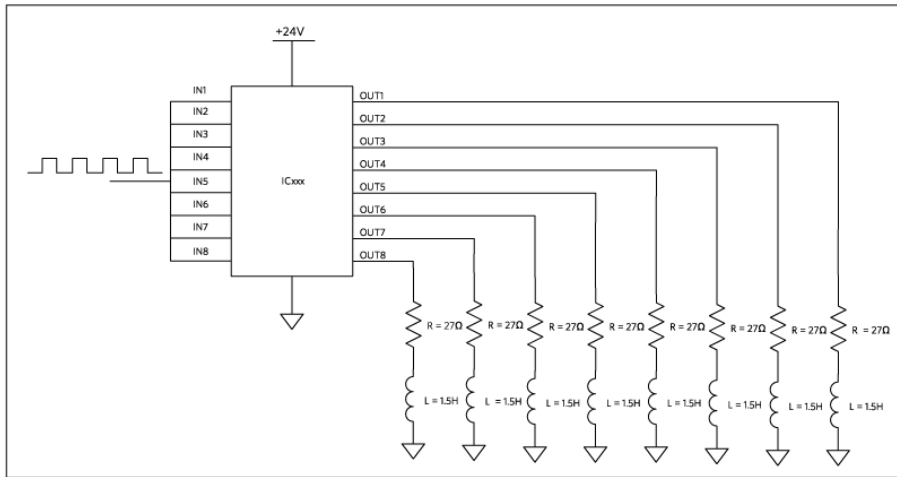 +24V
IN1
IN2
IN3
IN4
IN5
IN6
IN7
IN8
ICxxx
OUT1
OUT2
OUT3
OUT4
OUT5
OUT6
OUT7
OUT8
R = 27Ω R = 27Ω R = 27Ω R = 27Ω R = 27Ω R = 27Ω R = 27Ω R = 27Ω
L = 1.5H L = 1.5H L = 1.5H L = 1.5H L = 1.5H L = 1.5H L = 1.5H L = 1.5H